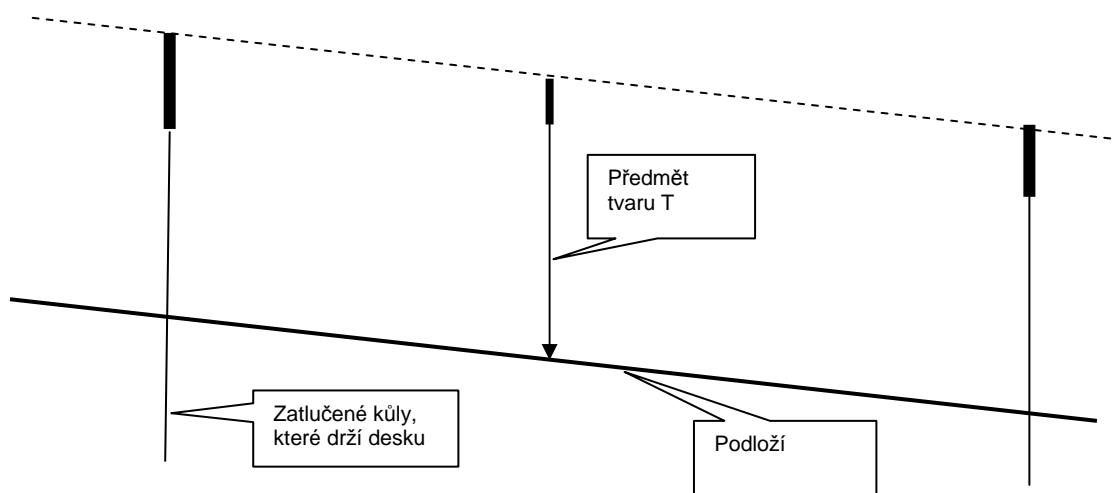 Předmět
tvaru T
Zatlučené kůly,
které drží desku
Podloží